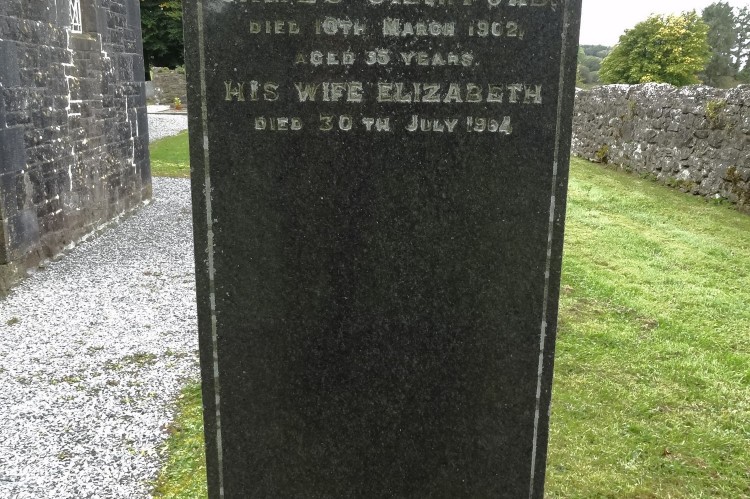 DIED 10TH MARCH 1902,
AGED 35 YEARS.
HIS WIFE ELIZABETH
DIED 30TH JULY 1964